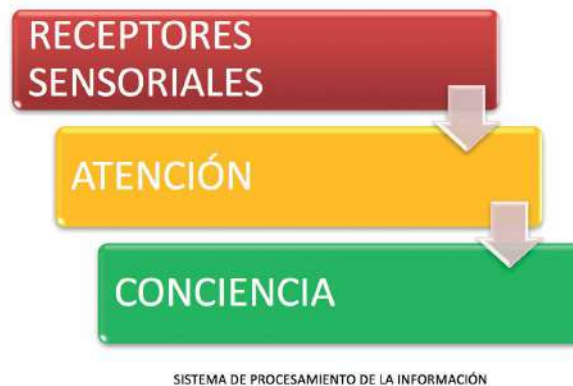 RECEPTORES
SENSORIALES
ATENCIÓN
CONCIENCIA
SISTEMA DE PROCESAMIENTO DE LA INFORMACIÓN